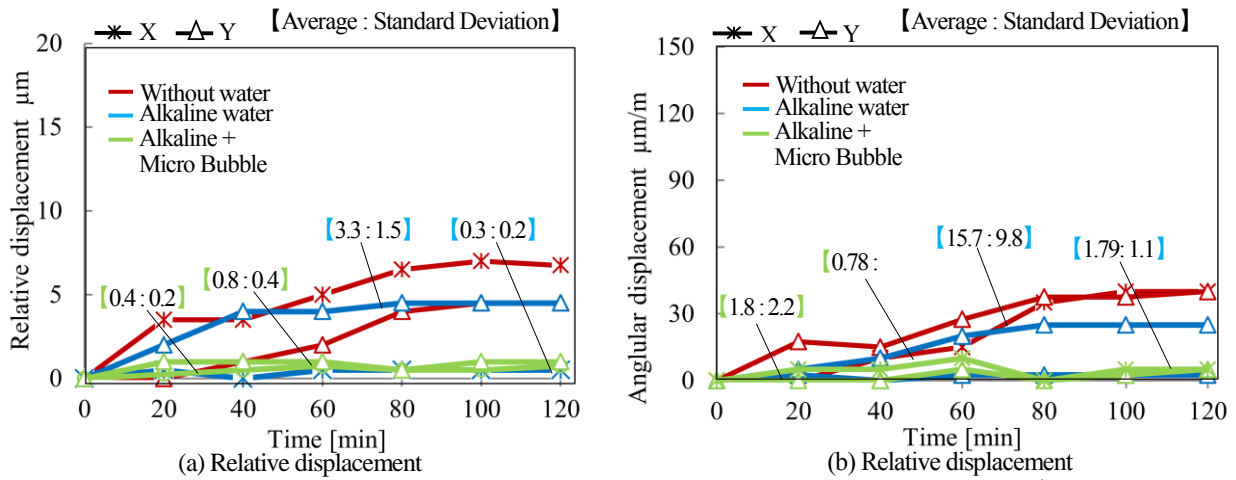 【Average : Standard Deviation】
X Y
20
15
10
5
0
Relative displacement μm
Without water
Alkaline water
Alkaline +
Micro Bubble
【3.3 : 1.5】
【0.3 : 0.2】
【0.8 : 0.4】
【0.4 : 0.2】
0 20 40 60 80 100 120
Time [min]
(a) Relative displacement
【Average : Standard Deviation】
X Y
150
120
90
60
30
0
Anglular displacement μm/m
Without water
Alkaline water
Alkaline +
Micro Bubble
【15.7 : 9.8】
【1.79: 1.1】
【0.78 :
【1.8 : 2.2】
0 20 40 60 80 100 120
Time [min]
(b) Relative displacement